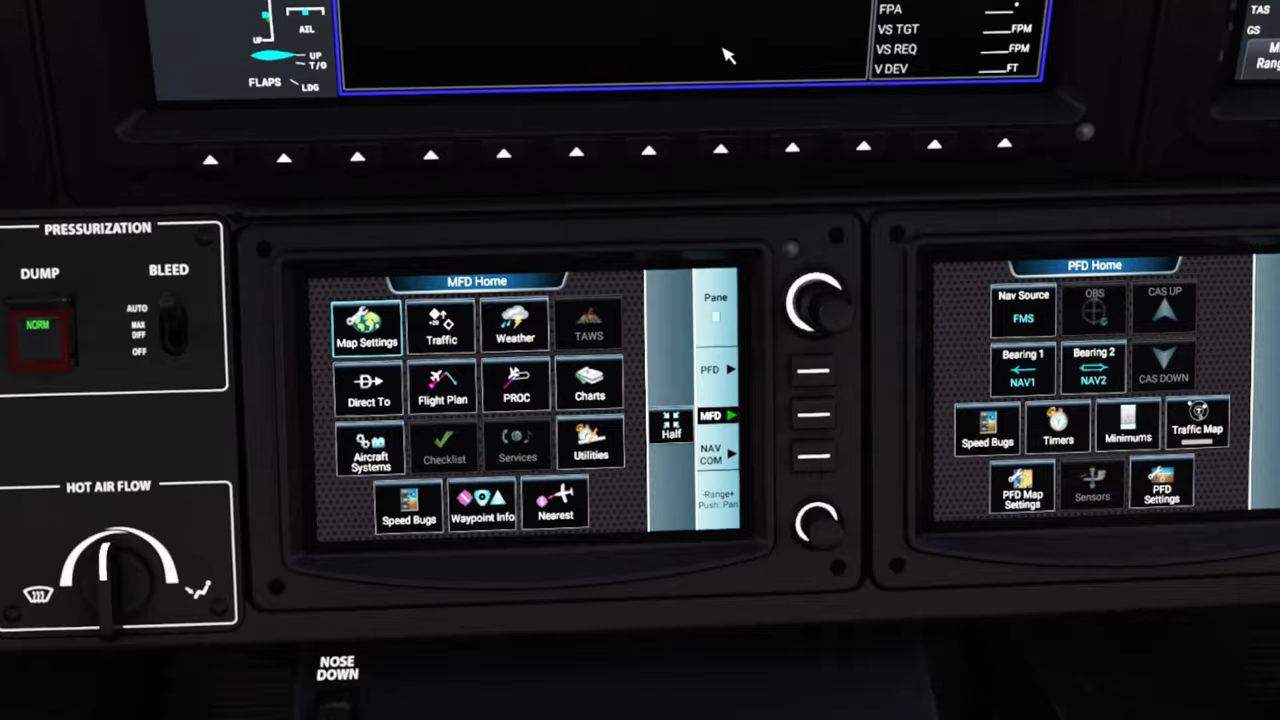 AIL
UP
UP
T/O
FLAPS
LDG
FPA
VS TGT
FPM
VS REQ
FPM
V DEV
FT
TAS
GS
PRESSURIZATION
DUMP
BLEED
NORM
AUTO
MAX
DIFF
OFF
HOT AIR FLOW
NOSE
DOWN
MFD Home
Map Settings
Traffic
Weather
TAWS
Direct To
Flight Plan
PROC
Charts
Aircraft
Systems
Checklist
Services
Utilities
Speed Bugs
Waypoint Info
Nearest
Half
Pane
PFD
MFD
NAV
COM
-Range+
Push: Pan
PFD Home
Nav Source
FMS
OBS
CAS UP
Bearing 1
NAV1
Bearing 2
NAV2
CAS DOWN
Speed Bugs
Timers
Minimums
Traffic Map
PFD Map
Settings
Sensors
PFD
Settings